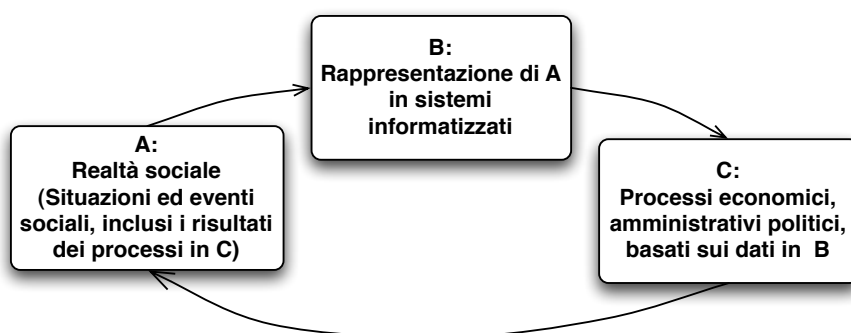 B:
Rappresentazione di A
in sistemi
informatizzati
A:
Realtà sociale
(Situazioni ed eventi
sociali, inclusi i risultati
dei processi in C)
C:
Processi economici,
amministrativi politici,
basati sui dati in B